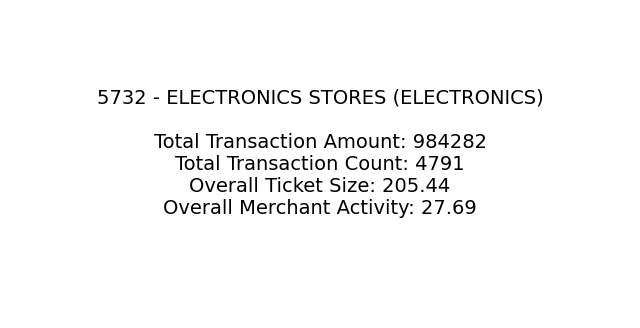 5732 - ELECTRONICS STORES (ELECTRONICS)
Total Transaction Amount: 984282
Total Transaction Count: 4791
Overall Ticket Size: 205.44
Overall Merchant Activity: 27.69